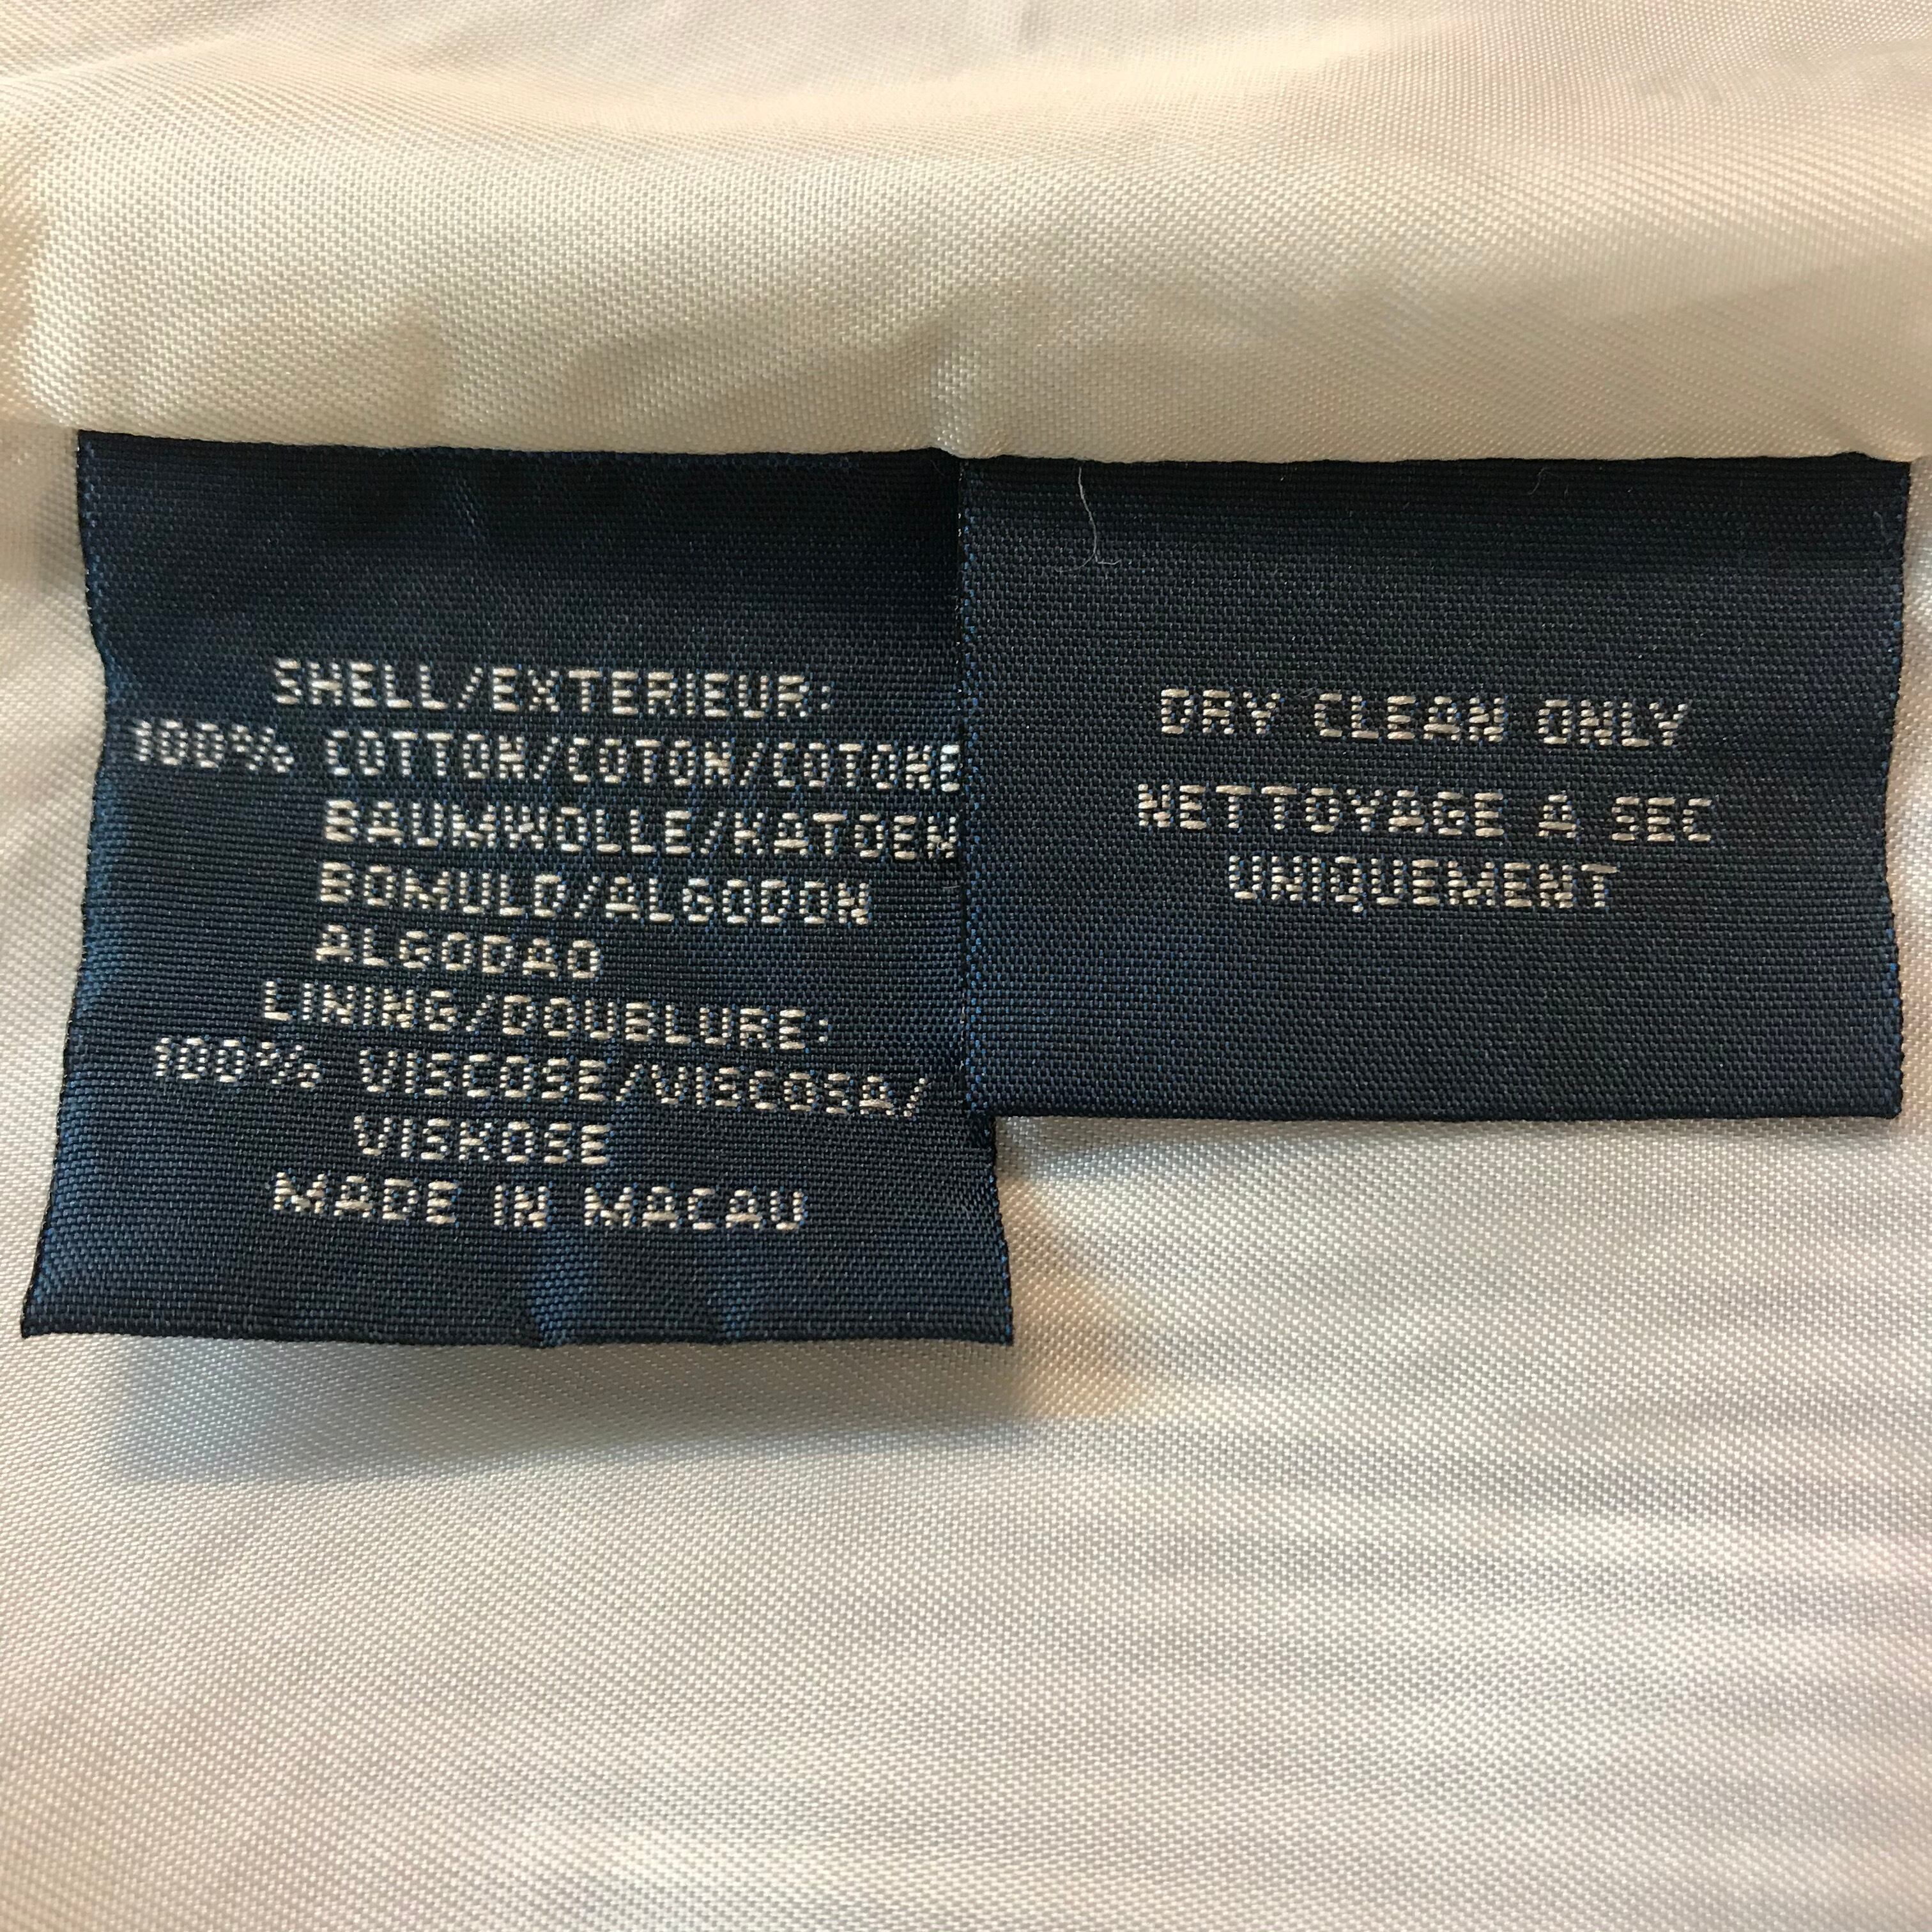 SHELL/EXTERIEUR:
100% COTTON/COTON/COTONE
BAUMWOLLE/KATOEN
BOMULD/ALGODON
ALGODAO
LINING/DOUBLURE:
100% VISCOSE/VISCOSA/
VISKOSE
MADE IN MACAU
DRY CLEAN ONLY
NETTOYAGE A SEC
UNIQUEMENT